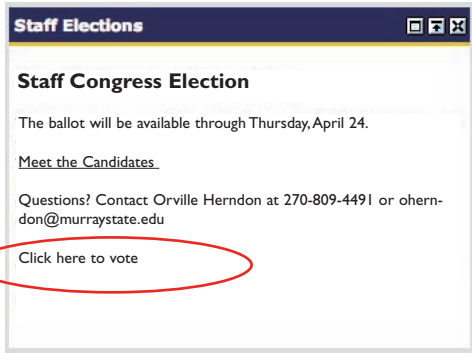 Staff Elections
Staff Congress Election
The ballot will be available through Thursday, April 24.
Meet the Candidates
Questions? Contact Orville Herndon at 270-809-4491 or ohern-
don@murraystate.edu
Click here to vote